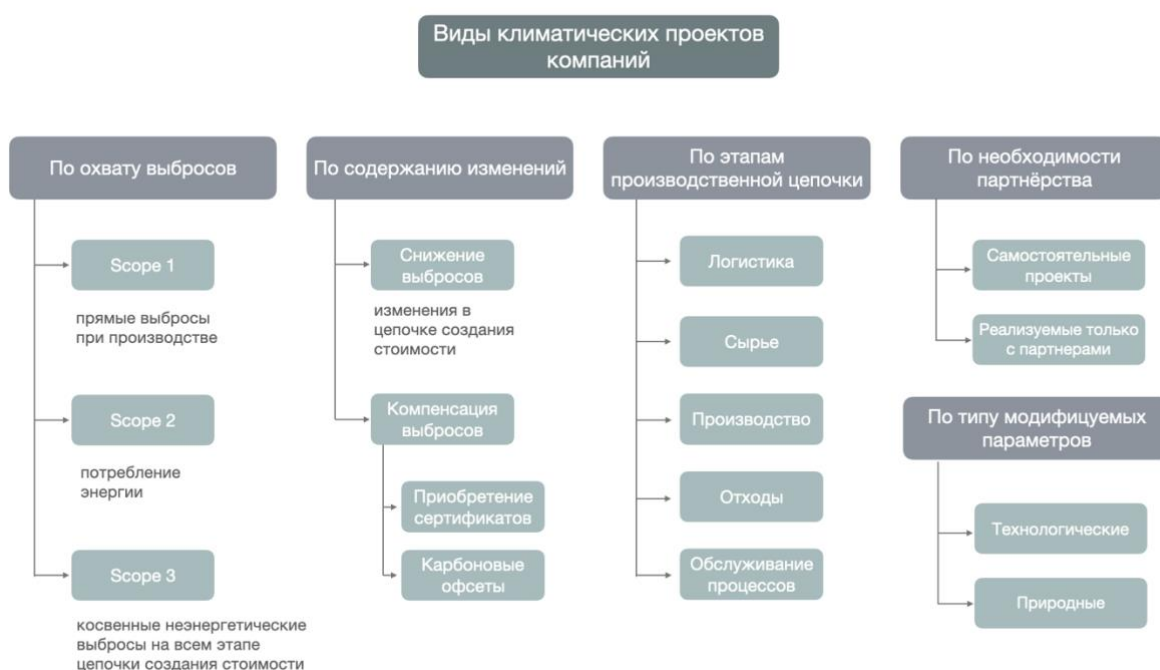 Виды климатических проектов
компаний
По охвату выбросов
Scope 1
прямые выбросы
при производстве
Scope 2
потребление
энергии
Scope 3
косвенные неэнергетические
выбросы на всем этапе
цепочки создания стоимости
По содержанию изменений
Снижение
выбросов
изменения в
цепочке создания
стоимости
Компенсация
выбросов
Приобретение
сертификатов
Карбоновые
офсеты
По этапам
производственной цепочки
Логистика
Сырье
Производство
Отходы
Обслуживание
процессов
По необходимости
партнёрства
Самостоятельные
проекты
Реализуемые только
с партнерами
По типу модифицуемых
параметров
Технологические
Природные